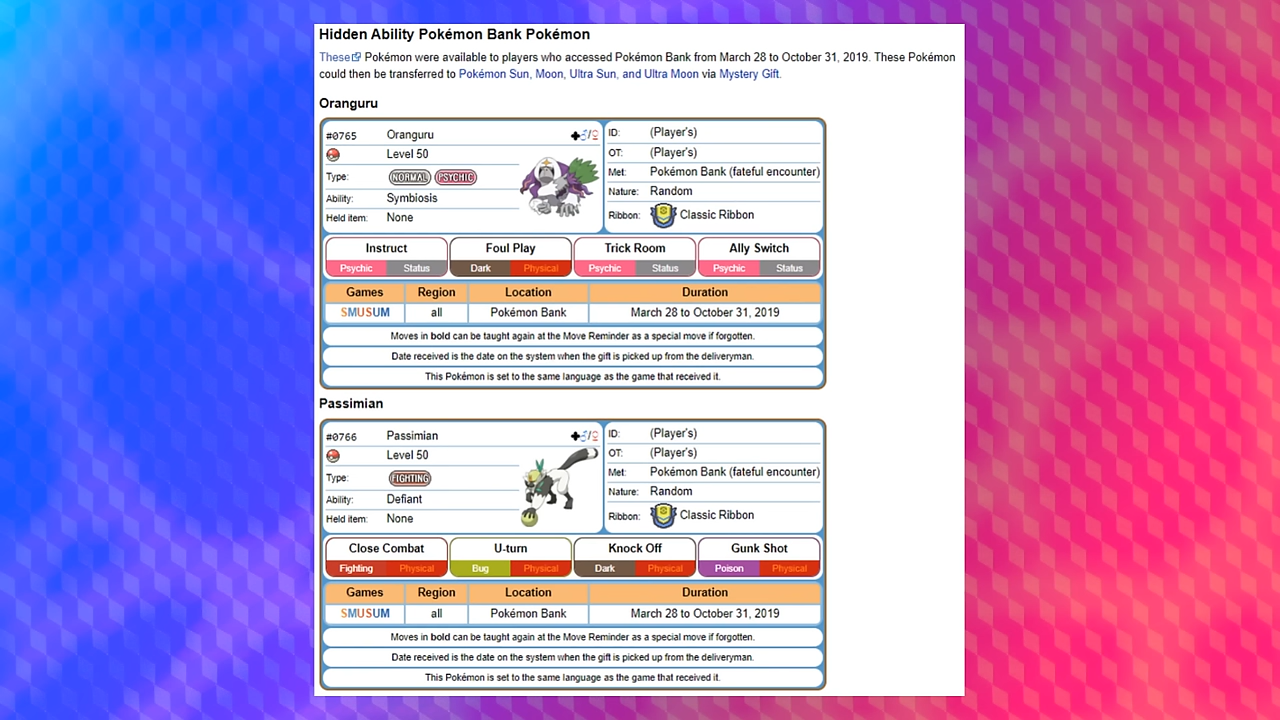 Hidden Ability Pokémon Bank Pokémon
These Pokémon were available to players who accessed Pokémon Bank from March 28 to October 31, 2019. These Pokémon
could then be transferred to Pokémon Sun, Moon, Ultra Sun, and Ultra Moon via Mystery Gift.
Oranguru
#0765 Oranguru ♂/♀
Level 50
Type: NORMAL PSYCHIC
Ability: Symbiosis
Held item: None
ID: (Player's)
OT: (Player's)
Met: Pokémon Bank (fateful encounter)
Nature: Random
Ribbon: Classic Ribbon
Instruct Foul Play Trick Room Ally Switch
Psychic Status Dark Physical Psychic Status Psychic Status
Games Region Location Duration
SMUSUM all Pokémon Bank March 28 to October 31, 2019
Moves in bold can be taught again at the Move Reminder as a special move if forgotten.
Date received is the date on the system when the gift is picked up from the deliveryman.
This Pokémon is set to the same language as the game that received it.
Passimian
#0766 Passimian ♂/♀
Level 50
Type: FIGHTING
Ability: Defiant
Held item: None
ID: (Player's)
OT: (Player's)
Met: Pokémon Bank (fateful encounter)
Nature: Random
Ribbon: Classic Ribbon
Close Combat U-turn Knock Off Gunk Shot
Fighting Physical Bug Physical Dark Physical Poison Physical
Games Region Location Duration
SMUSUM all Pokémon Bank March 28 to October 31, 2019
Moves in bold can be taught again at the Move Reminder as a special move if forgotten.
Date received is the date on the system when the gift is picked up from the deliveryman.
This Pokémon is set to the same language as the game that received it.